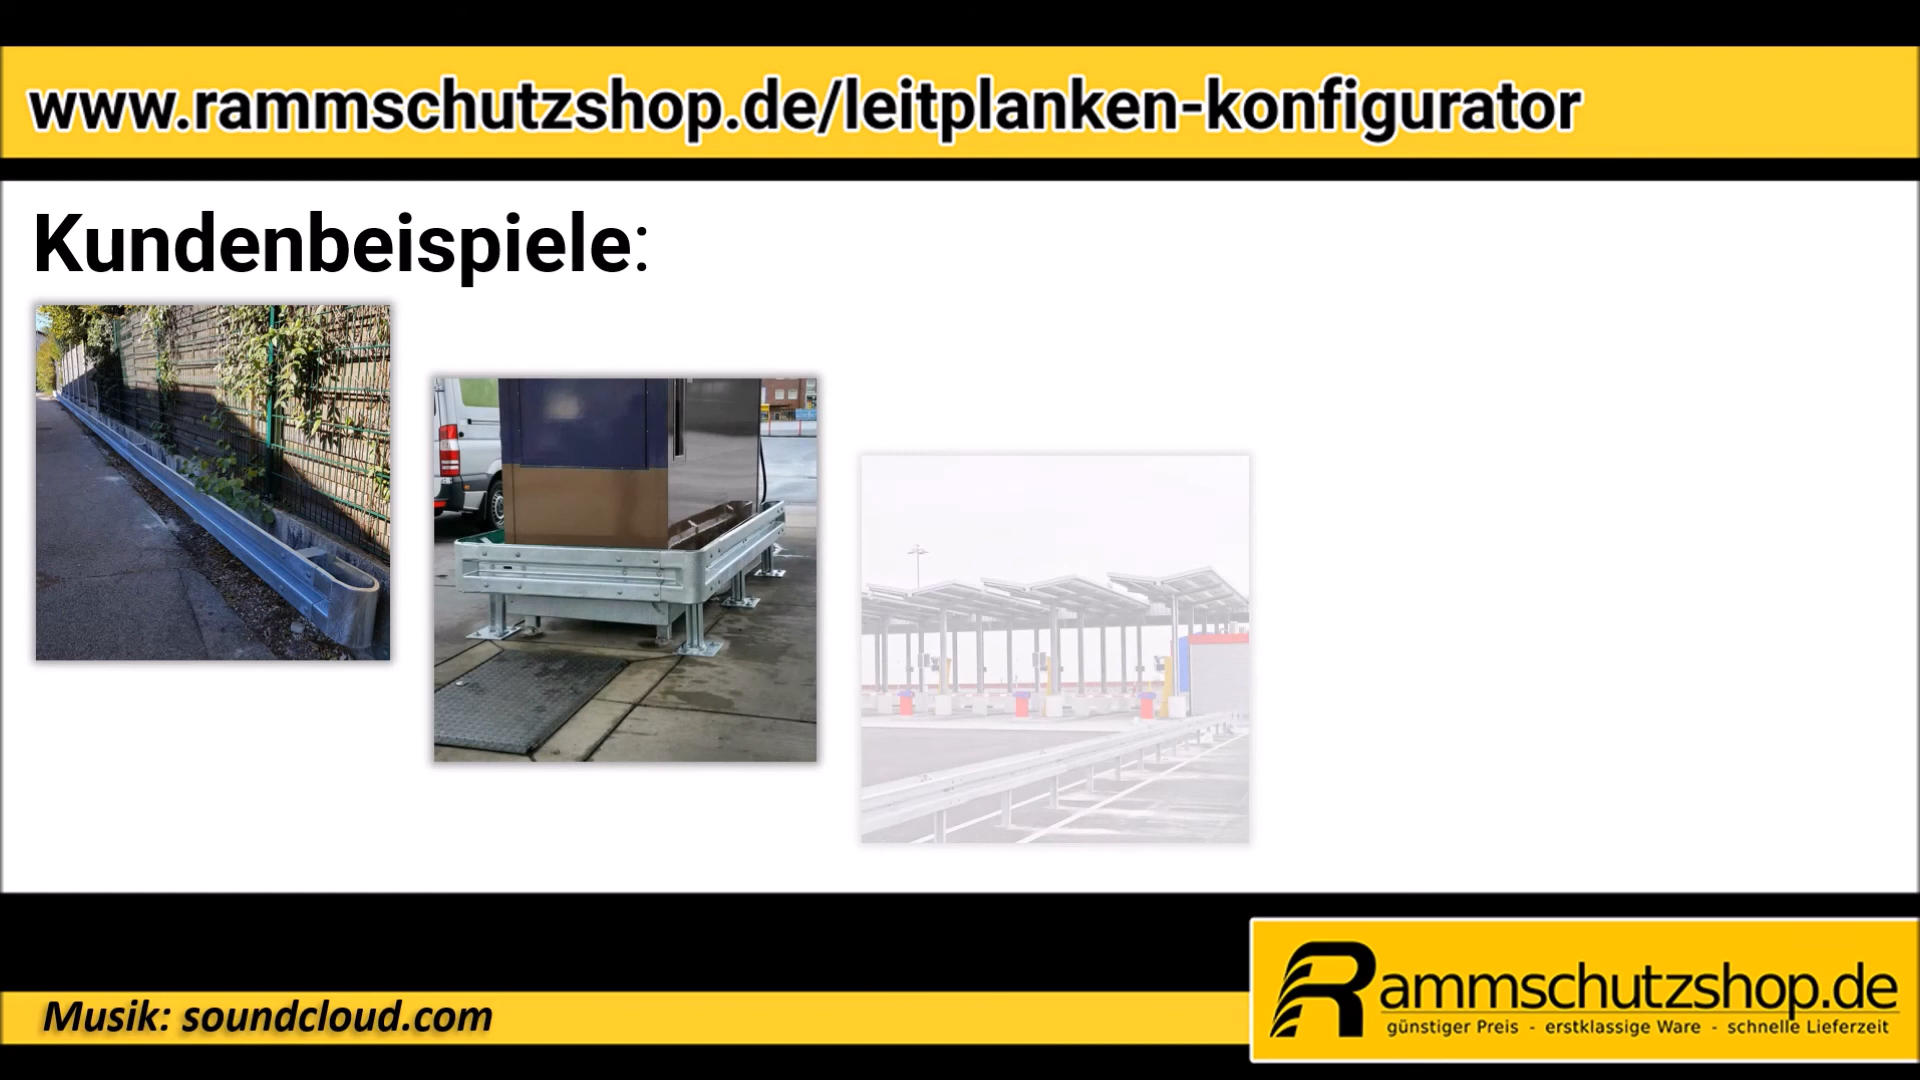 www.rammschutzshop.de/leitplanken-konfigurator
Kundenbeispiele:
Musik: soundcloud.com
Rammschutzshop.de
günstiger Preis - erstklassige Ware - schnelle Lieferzeit